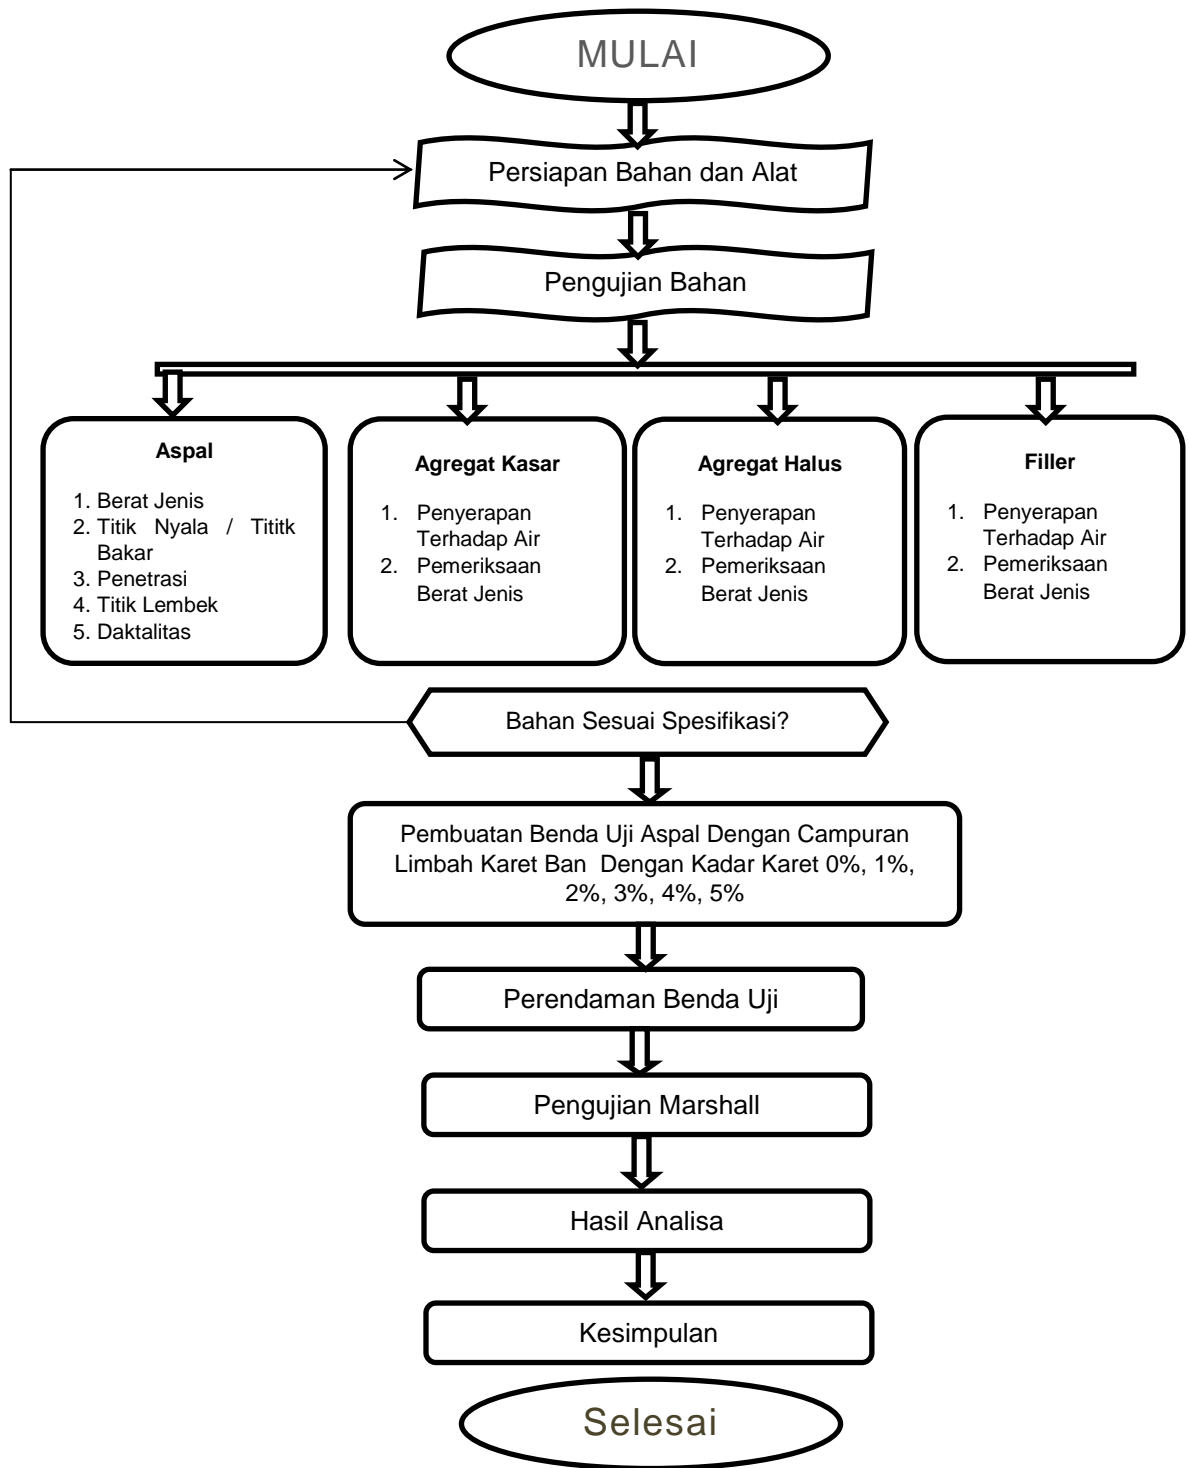 MULAI
Persiapan Bahan dan Alat
Pengujian Bahan
Aspal
1. Berat Jenis
2. Titik Nyala / Tititk
Bakar
3. Penetrasi
4. Titik Lembek
5. Daktalitas
Agregat Kasar
1. Penyerapan
Terhadap Air
2. Pemeriksaan
Berat Jenis
Agregat Halus
1. Penyerapan
Terhadap Air
2. Pemeriksaan
Berat Jenis
Filler
1. Penyerapan
Terhadap Air
2. Pemeriksaan
Berat Jenis
Bahan Sesuai Spesifikasi?
Pembuatan Benda Uji Aspal Dengan Campuran
Limbah Karet Ban Dengan Kadar Karet 0%, 1%,
2%, 3%, 4%, 5%
Perendaman Benda Uji
Pengujian Marshall
Hasil Analisa
Kesimpulan
Selesai